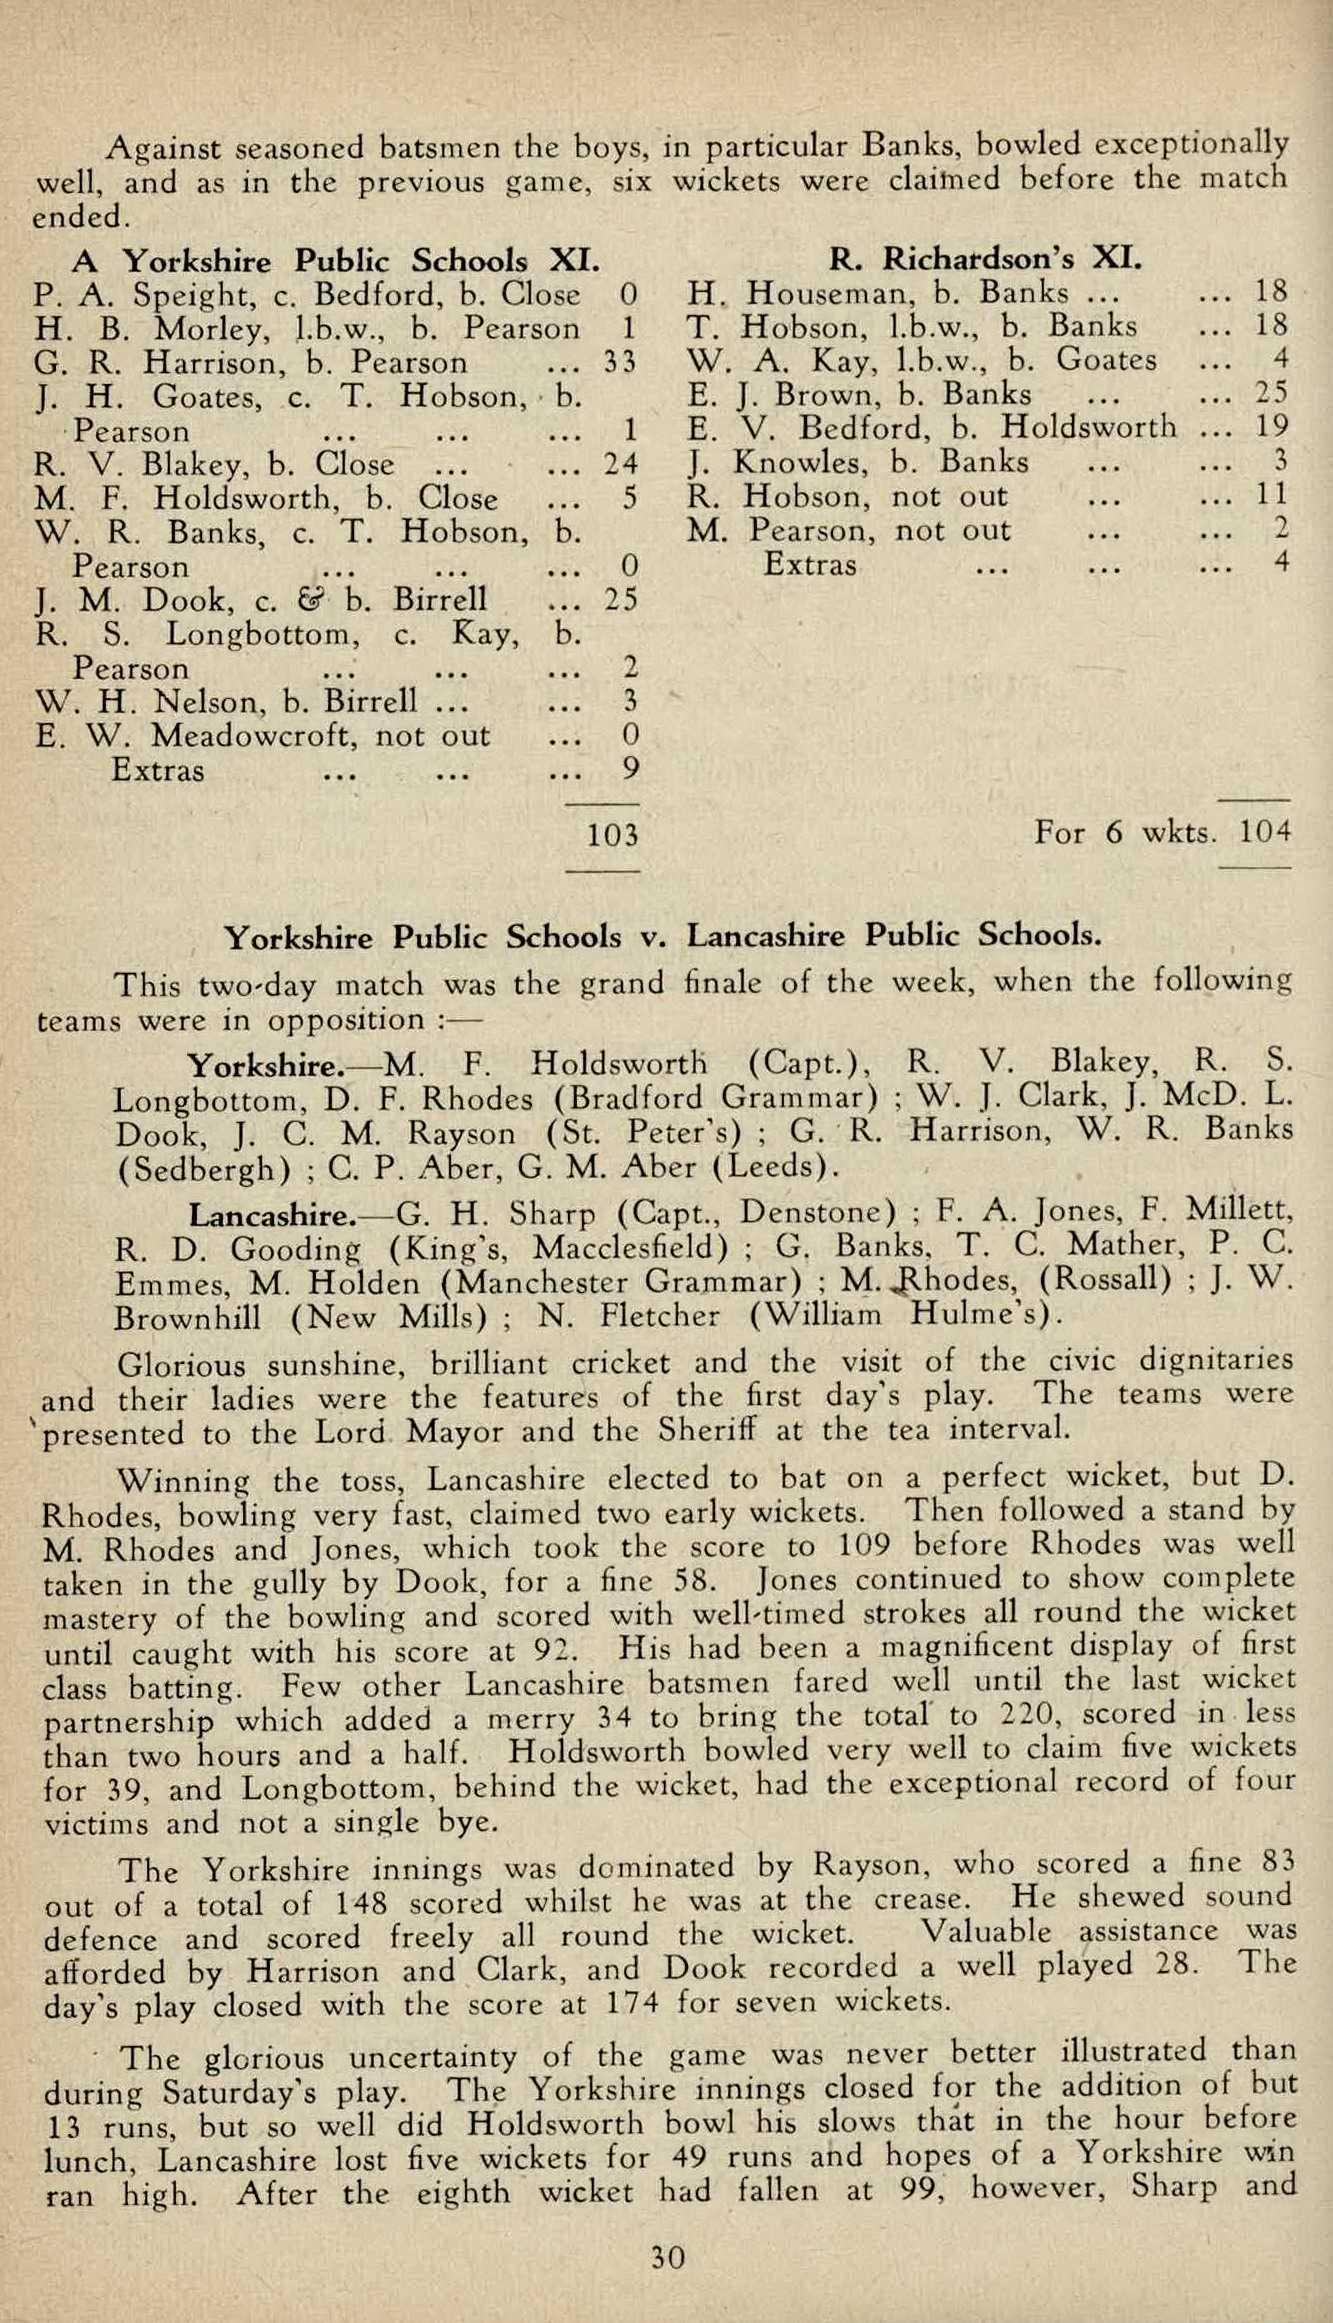 Against seasoned batsmen the boys, in particular Banks, bowled exceptionally
well, and as in the previous game, six wickets were claimed before the match
ended.
A Yorkshire Public Schools XI.
P. A. Speight, c. Bedford, b. Close 0
H. B. Morley, l.b.w., b. Pearson 1
G. R. Harrison, b. Pearson ... 33
J. H. Goates, c. T. Hobson, b.
Pearson ... ... ... 1
R. V. Blakey, b. Close ... ... 24
M. F. Holdsworth, b. Close ... 5
W. R. Banks, c. T. Hobson, b.
Pearson ... ... ... 0
J. M. Dook, c. & b. Birrell ... 25
R. S. Longbottom, c. Kay, b.
Pearson ... ... ... 2
W. H. Nelson, b. Birrell ... ... 3
E. W. Meadowcroft, not out ... 0
Extras ... ... ... 9
103
R. Richardson's XI.
H. Houseman, b. Banks ... ... 18
T. Hobson, l.b.w., b. Banks ... 18
W. A. Kay, l.b.w., b. Goates ... 4
E. J. Brown, b. Banks ... ... 25
E. V. Bedford, b. Holdsworth ... 19
J. Knowles, b. Banks ... ... 3
R. Hobson, not out ... ... 11
M. Pearson, not out ... ... 2
Extras ... ... ... 4
For 6 wkts. 104
Yorkshire Public Schools v. Lancashire Public Schools.
This two-day match was the grand finale of the week, when the following
teams were in opposition :—
Yorkshire.—M. F. Holdsworth (Capt.), R. V. Blakey, R. S.
Longbottom, D. F. Rhodes (Bradford Grammar) ; W. J. Clark, J. McD. L.
Dook, J. C. M. Rayson (St. Peter's) ; G. R. Harrison, W. R. Banks
(Sedbergh) ; C. P. Aber, G. M. Aber (Leeds).
Lancashire.—G. H. Sharp (Capt., Denstone) ; F. A. Jones, F. Millett,
R. D. Gooding (King's, Macclesfield) ; G. Banks, T. C. Mather, P. C.
Emmes, M. Holden (Manchester Grammar) ; M. Rhodes, (Rossall) ; J. W.
Brownhill (New Mills) ; N. Fletcher (William Hulme's).
Glorious sunshine, brilliant cricket and the visit of the civic dignitaries
and their ladies were the features of the first day's play. The teams were
presented to the Lord Mayor and the Sheriff at the tea interval.
Winning the toss, Lancashire elected to bat on a perfect wicket, but D.
Rhodes, bowling very fast, claimed two early wickets. Then followed a stand by
M. Rhodes and Jones, which took the score to 109 before Rhodes was well
taken in the gully by Dook, for a fine 58. Jones continued to show complete
mastery of the bowling and scored with well-timed strokes all round the wicket
until caught with his score at 92. His had been a magnificent display of first
class batting. Few other Lancashire batsmen fared well until the last wicket
partnership which added a merry 34 to bring the total to 220, scored in less
than two hours and a half. Holdsworth bowled very well to claim five wickets
for 39, and Longbottom, behind the wicket, had the exceptional record of four
victims and not a single bye.
The Yorkshire innings was dominated by Rayson, who scored a fine 83
out of a total of 148 scored whilst he was at the crease. He shewed sound
defence and scored freely all round the wicket. Valuable assistance was
afforded by Harrison and Clark, and Dook recorded a well played 28. The
day's play closed with the score at 174 for seven wickets.
The glorious uncertainty of the game was never better illustrated than
during Saturday's play. The Yorkshire innings closed for the addition of but
13 runs, but so well did Holdsworth bowl his slows that in the hour before
lunch, Lancashire lost five wickets for 49 runs and hopes of a Yorkshire win
ran high. After the eighth wicket had fallen at 99, however, Sharp and
30